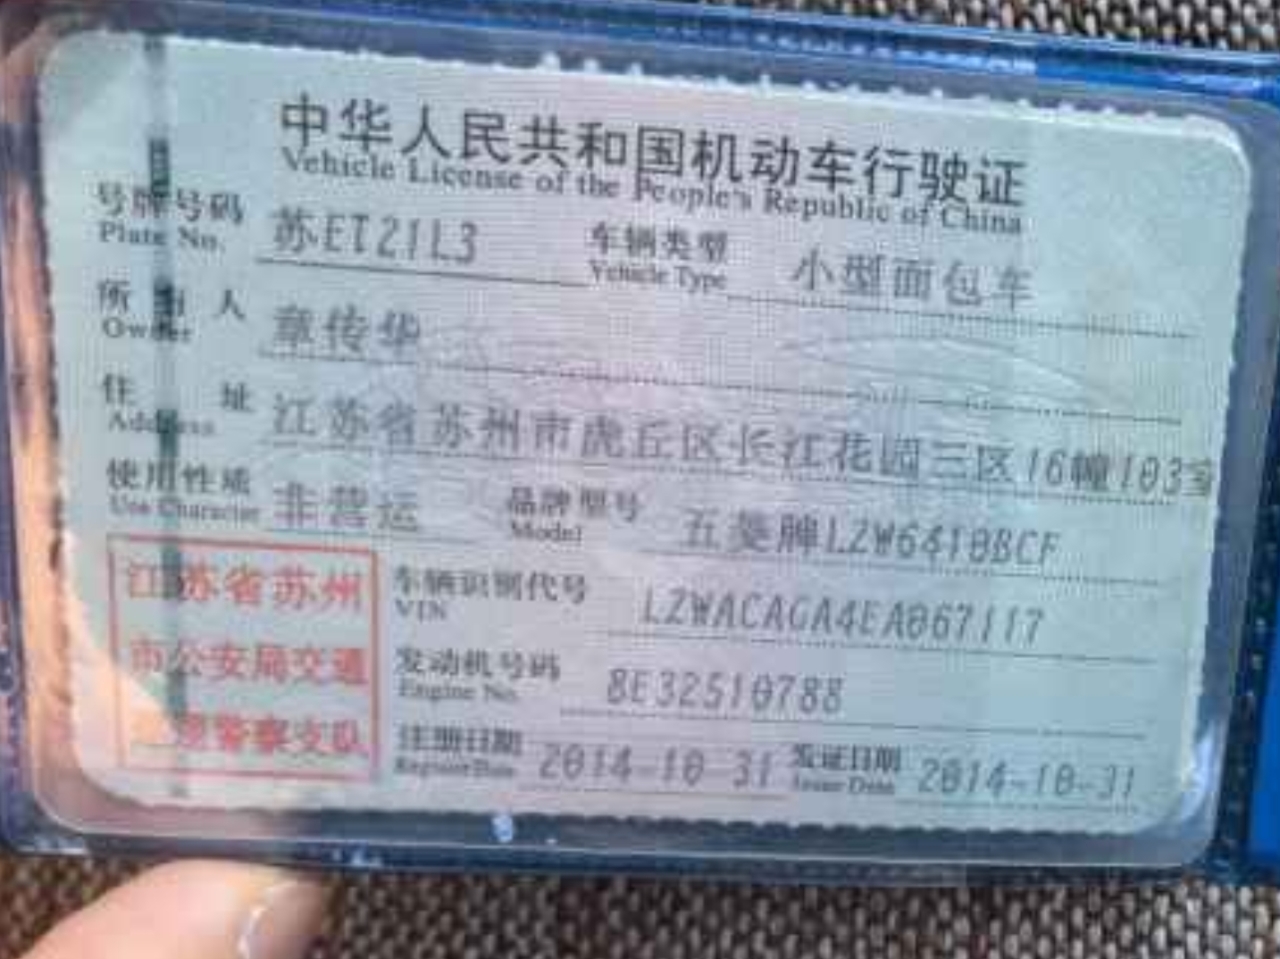 中华人民共和国机动车行驶证
Vehicle License of the People's Republic of China
号牌号码 苏ET21L3 车辆类型 小型面包车
Plate No. Vehicle Type
所有人 章传华
Owner
住址 江苏省苏州市虎丘区长江花园三区16幢103室
Address
使用性质 非营运 品牌型号 五菱牌LZW6410BCF
Use Character Model
江苏省苏州
市公安局交通
警察支队
车辆识别代号 LZWACAGA4EA067117
VIN
发动机号码 8E32510788
Engine No.
注册日期 2014-10-31 发证日期 2014-10-31
Register Date Issue Date